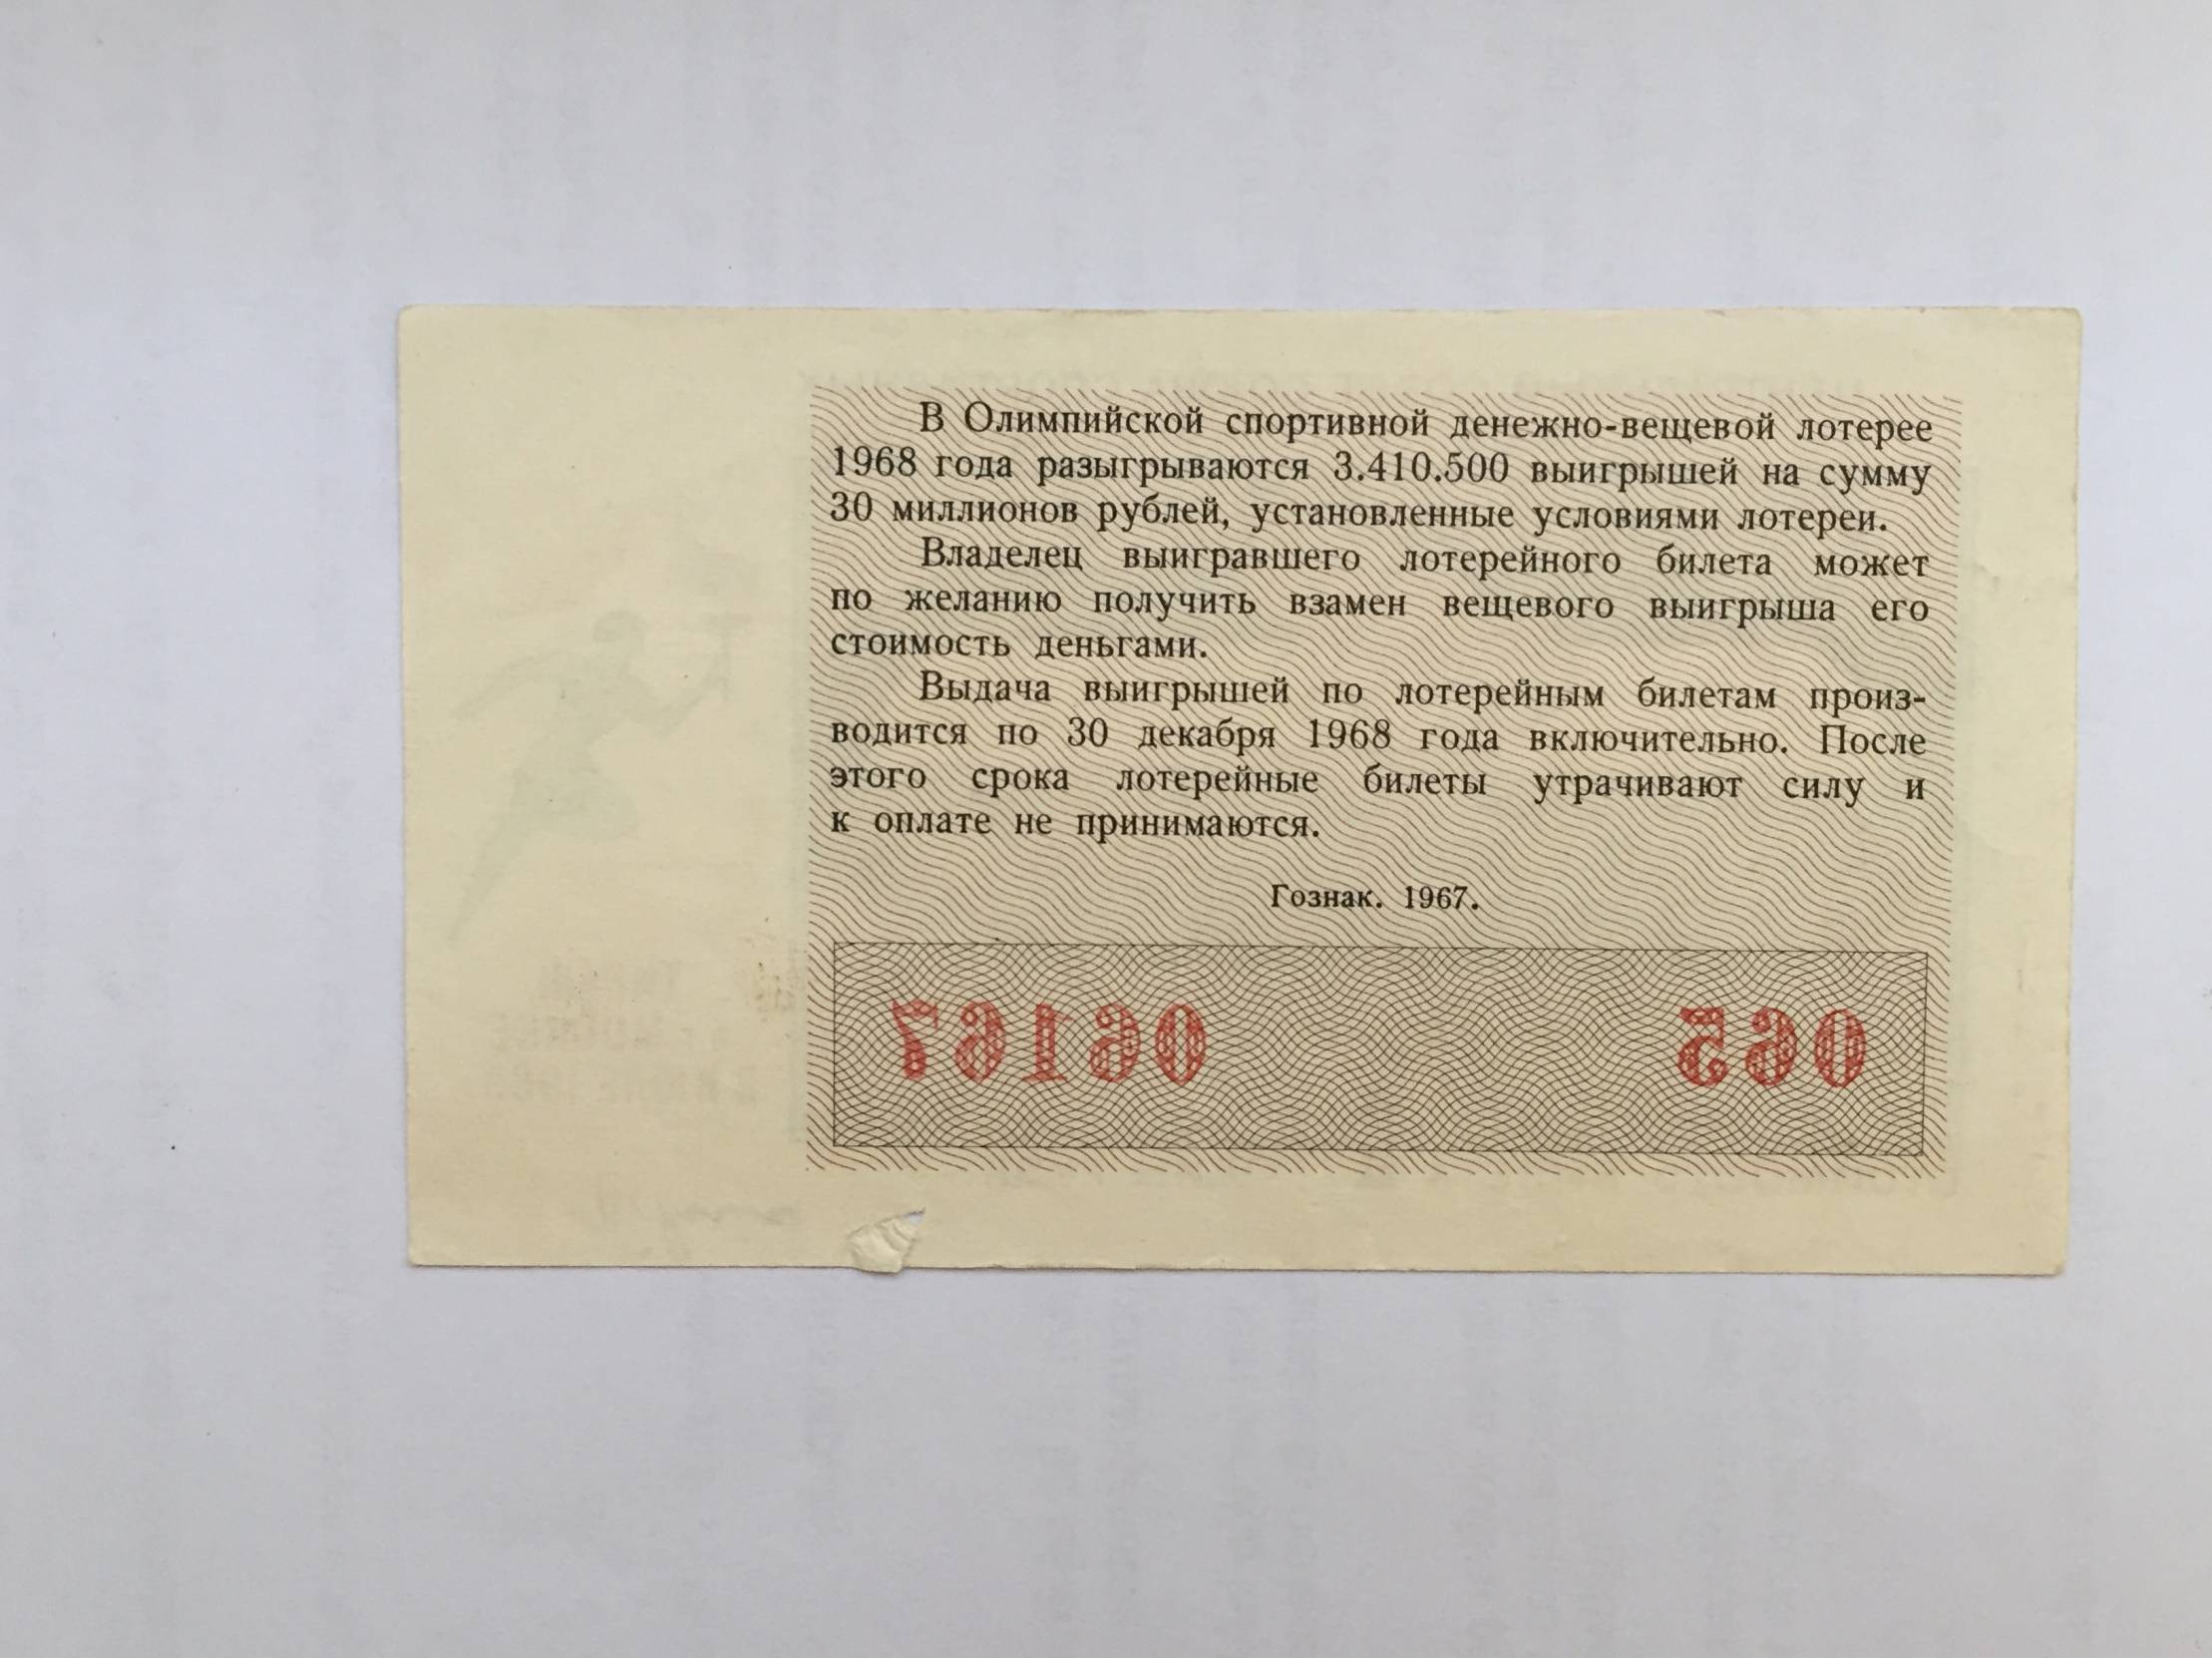 В Олимпийской спортивной денежно-вещевой лотерее
1968 года разыгрываются 3.410.500 выигрышей на сумму
30 миллионов рублей, установленные условиями лотереи.
Владелец выигравшего лотерейного билета может
по желанию получить взамен вещевого выигрыша его
стоимость деньгами.
Выдача выигрышей по лотерейным билетам произ-
водится по 30 декабря 1968 года включительно. После
этого срока лотерейные билеты утрачивают силу и
к оплате не принимаются.
Гознак. 1967.
065 06167